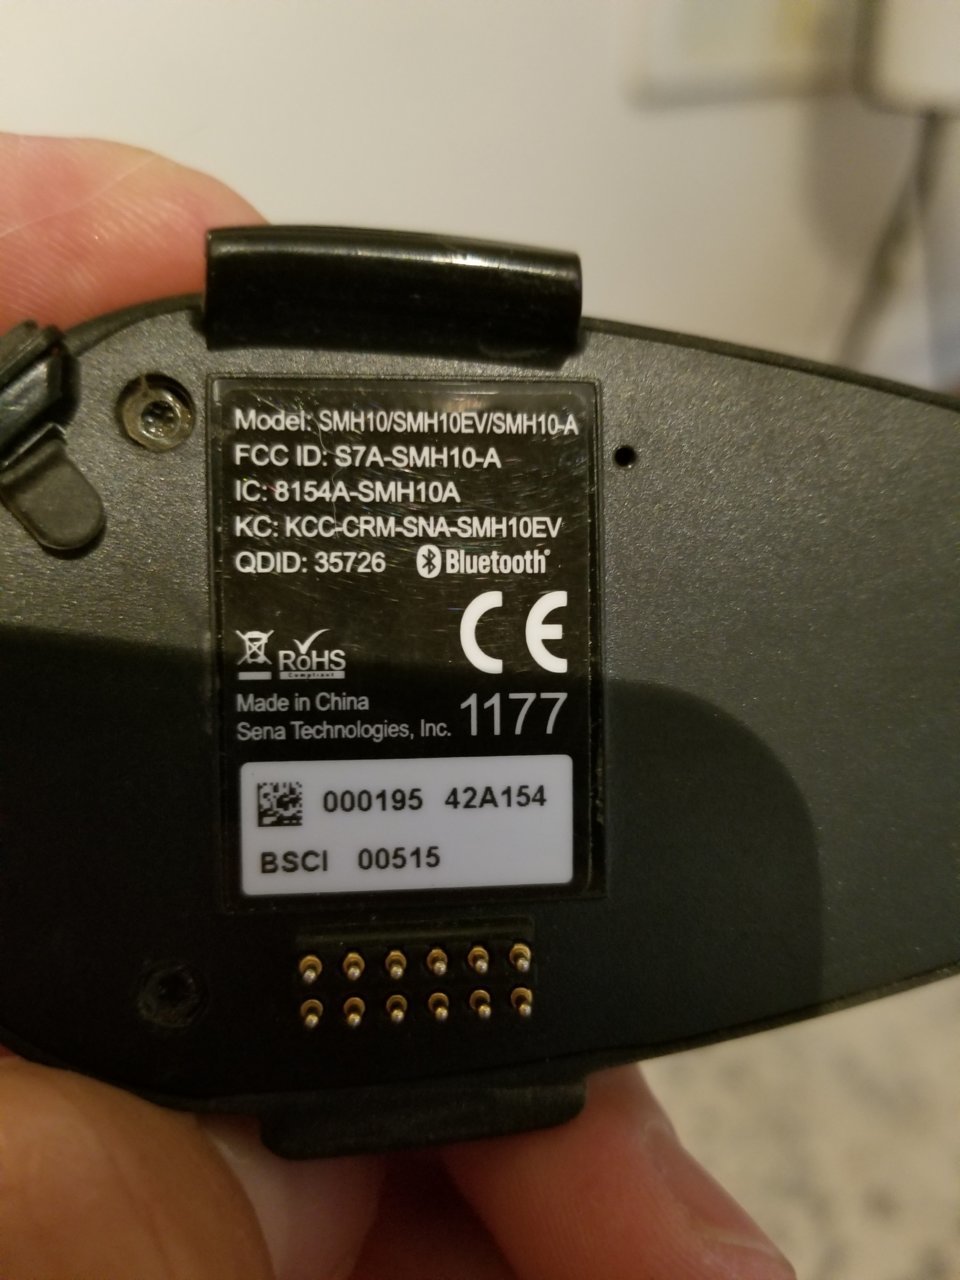 Model: SMH10/SMH10EV/SMH10-A
FCC ID: S7A-SMH10-A
IC: 8154A-SMH10A
KC: KCC-CRM-SNA-SMH10EV
QDID: 35726 Bluetooth®
CE
RoHS
Compliant
Made in China
Sena Technologies, Inc. 1177
000195 42A154
BSCI 00515